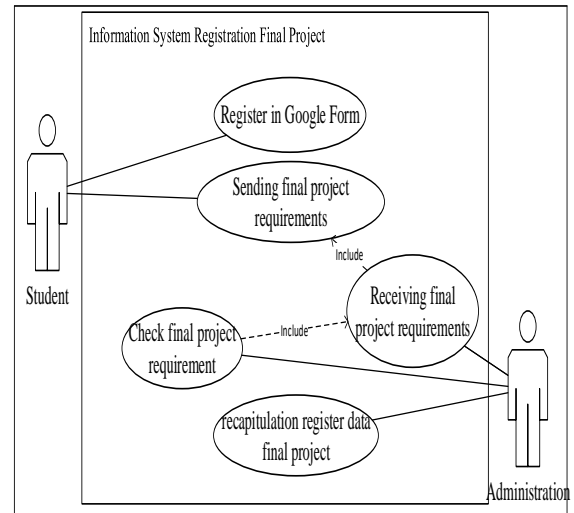 Information System Registration Final Project
Register in Google Form
Sending final project
requirements
Include
Student
Receiving final
project requirements
Check final project
requirement
Include
recapitulation register data
final project
Administration